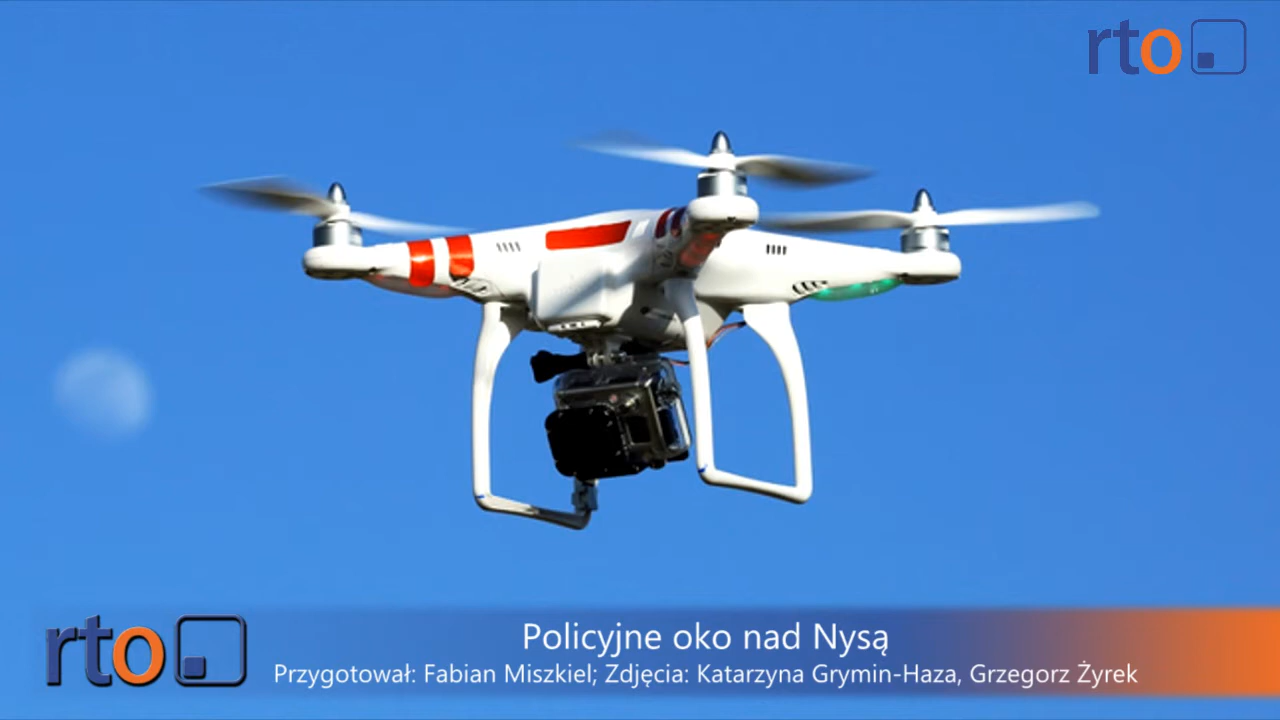 rto
rto
Policyjne oko nad Nysą
Przygotował: Fabian Miszkiel; Zdjęcia: Katarzyna Grymin-Haza, Grzegorz Żyrek